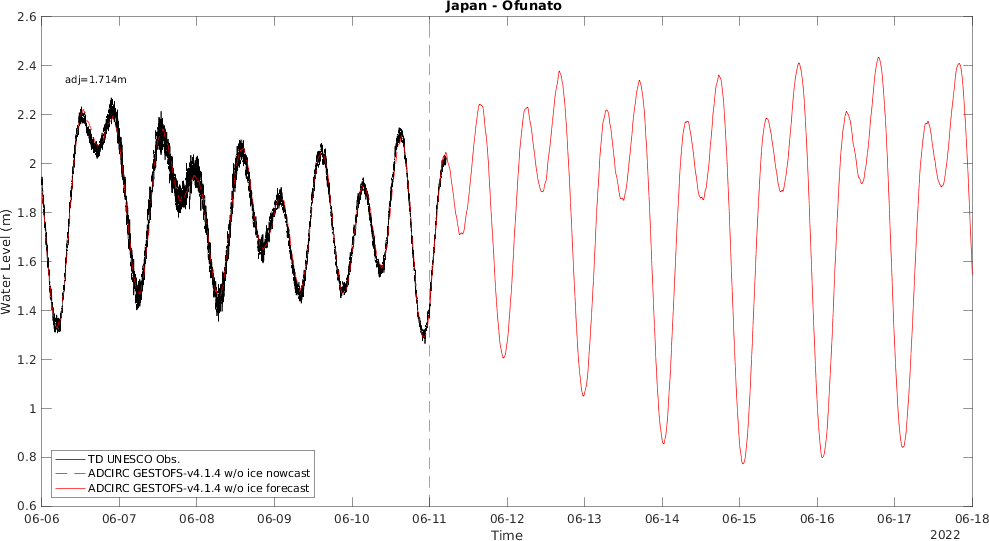 Japan - Ofunato
2.6
2.4
2.2
2
1.8
1.6
1.4
1.2
1
0.8
0.6
Water Level (m)
adj=1.714m
TD UNESCO Obs.
ADCIRC GESTOFS-v4.1.4 w/o ice nowcast
ADCIRC GESTOFS-v4.1.4 w/o ice forecast
06-06 06-07 06-08 06-09 06-10 06-11 06-12 06-13 06-14 06-15 06-16 06-17 06-18
Time
2022